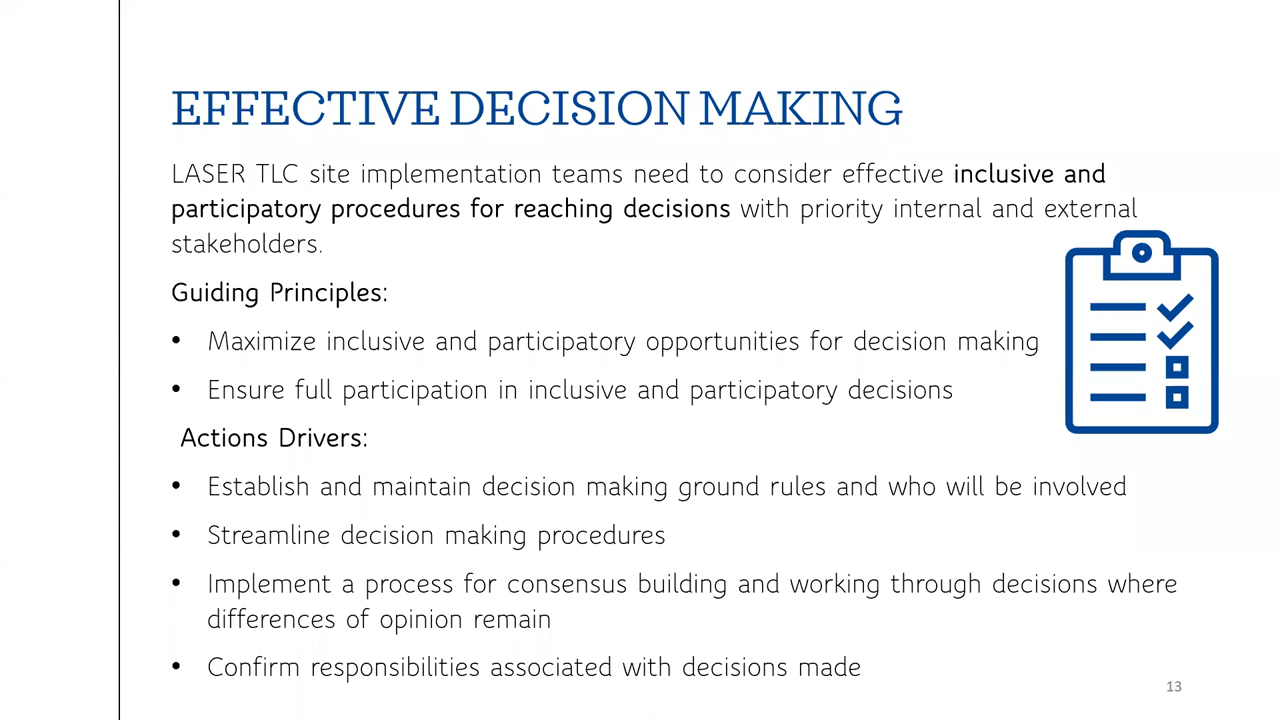 EFFECTIVE DECISION MAKING
LASER TLC site implementation teams need to consider effective inclusive and
participatory procedures for reaching decisions with priority internal and external
stakeholders.
Guiding Principles:
• Maximize inclusive and participatory opportunities for decision making
• Ensure full participation in inclusive and participatory decisions
Actions Drivers:
• Establish and maintain decision making ground rules and who will be involved
• Streamline decision making procedures
• Implement a process for consensus building and working through decisions where
differences of opinion remain
• Confirm responsibilities associated with decisions made
13